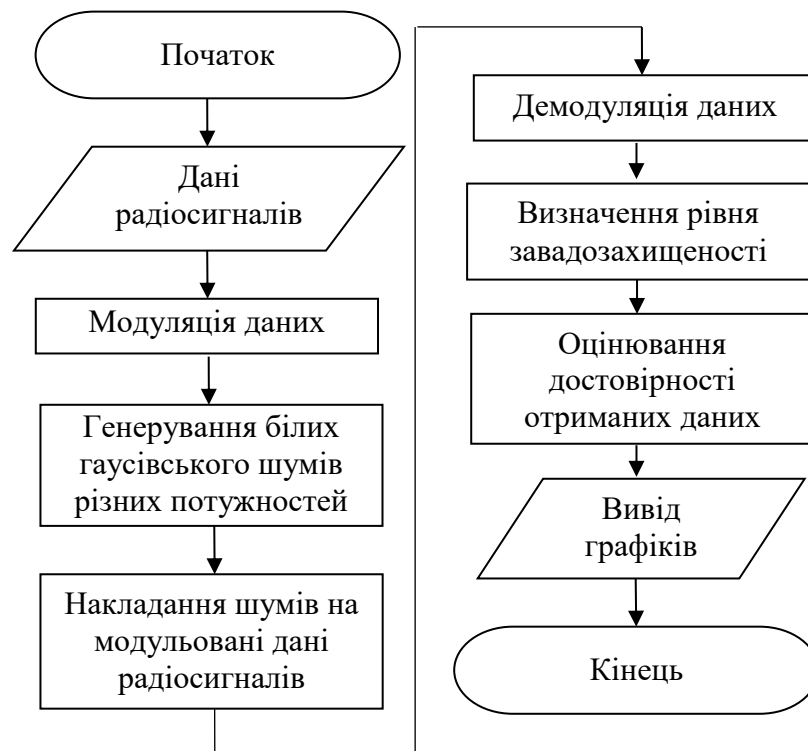 Початок
Дані
радіосигналів
Модуляція даних
Генерування білих
гаусівського шумів
різних потужностей
Накладання шумів на
модульовані дані
радіосигналів
Демодуляція даних
Визначення рівня
завадозахищеності
Оцінювання
достовірності
отриманих даних
Вивід
графіків
Кінець